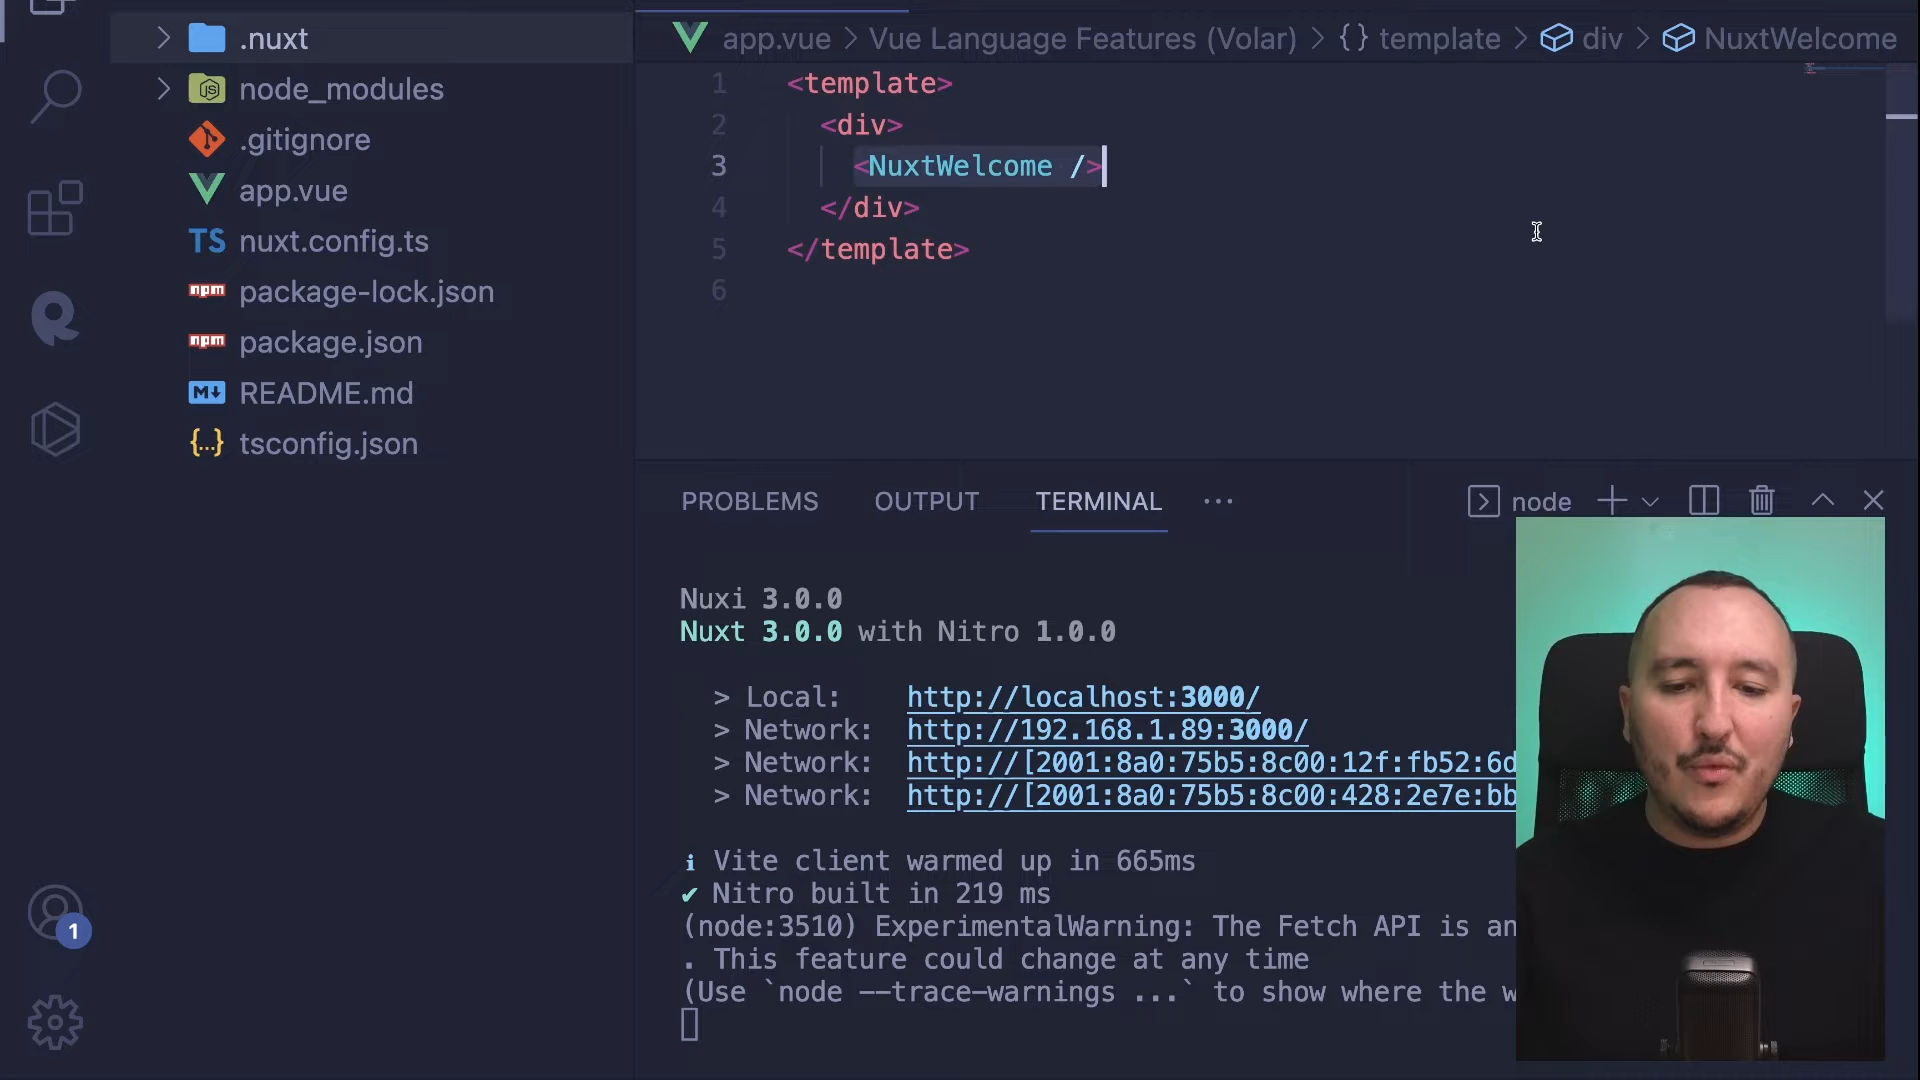 .nuxt
node_modules
.gitignore
app.vue
TS nuxt.config.ts
npm package-lock.json
npm package.json
M README.md
{...} tsconfig.json
1
app.vue > Vue Language Features (Volar) > {} template > div > NuxtWelcome
1 <template>
2 <div>
3 <NuxtWelcome />
4 </div>
5 </template>
6
PROBLEMS OUTPUT TERMINAL ... node
Nuxi 3.0.0
Nuxt 3.0.0 with Nitro 1.0.0
> Local: http://localhost:3000/
> Network: http://192.168.1.89:3000/
> Network: http://[2001:8a0:75b5:8c00:12f:fb52:6d
> Network: http://[2001:8a0:75b5:8c00:428:2e7e:bb
ℹ Vite client warmed up in 665ms
✔ Nitro built in 219 ms
(node:3510) ExperimentalWarning: The Fetch API is an
. This feature could change at any time
(Use `node --trace-warnings ...` to show where the w